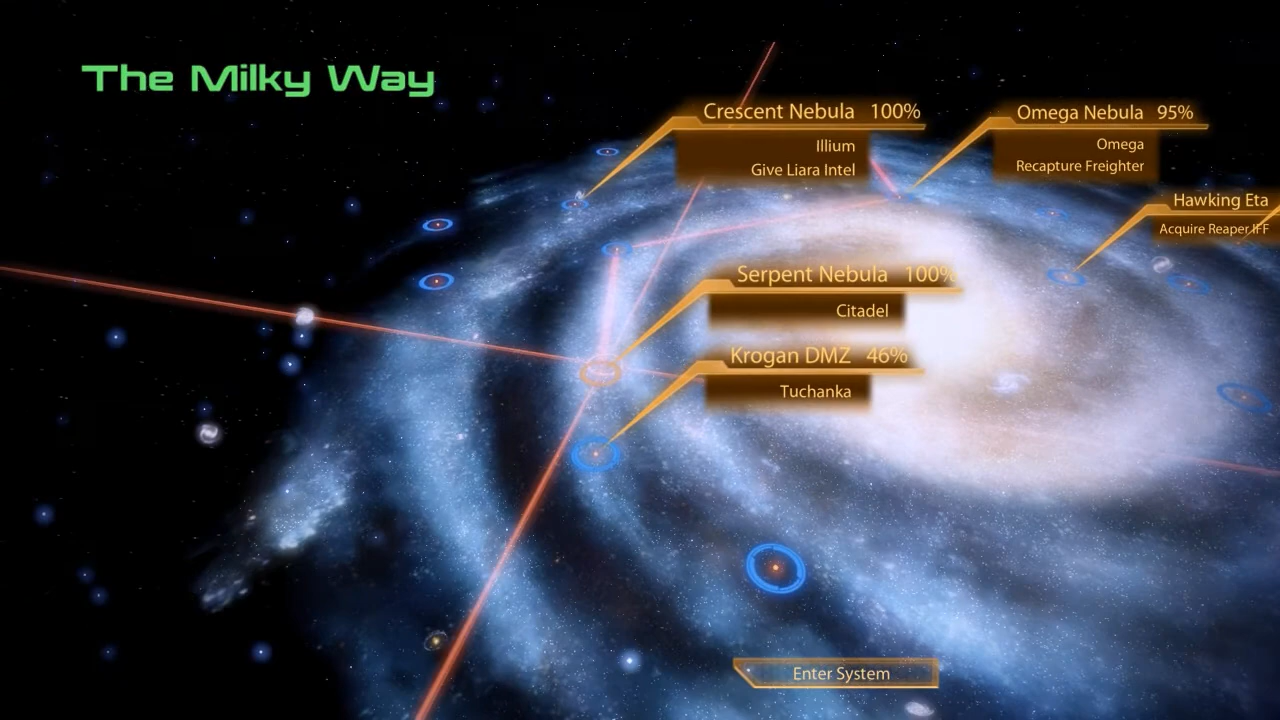 The Milky Way
Crescent Nebula 100%
Illium
Give Liara Intel
Omega Nebula 95%
Omega
Recapture Freighter
Hawking Eta
Acquire Reaper IFF
Serpent Nebula 100%
Citadel
Krogan DMZ 46%
Tuchanka
Enter System